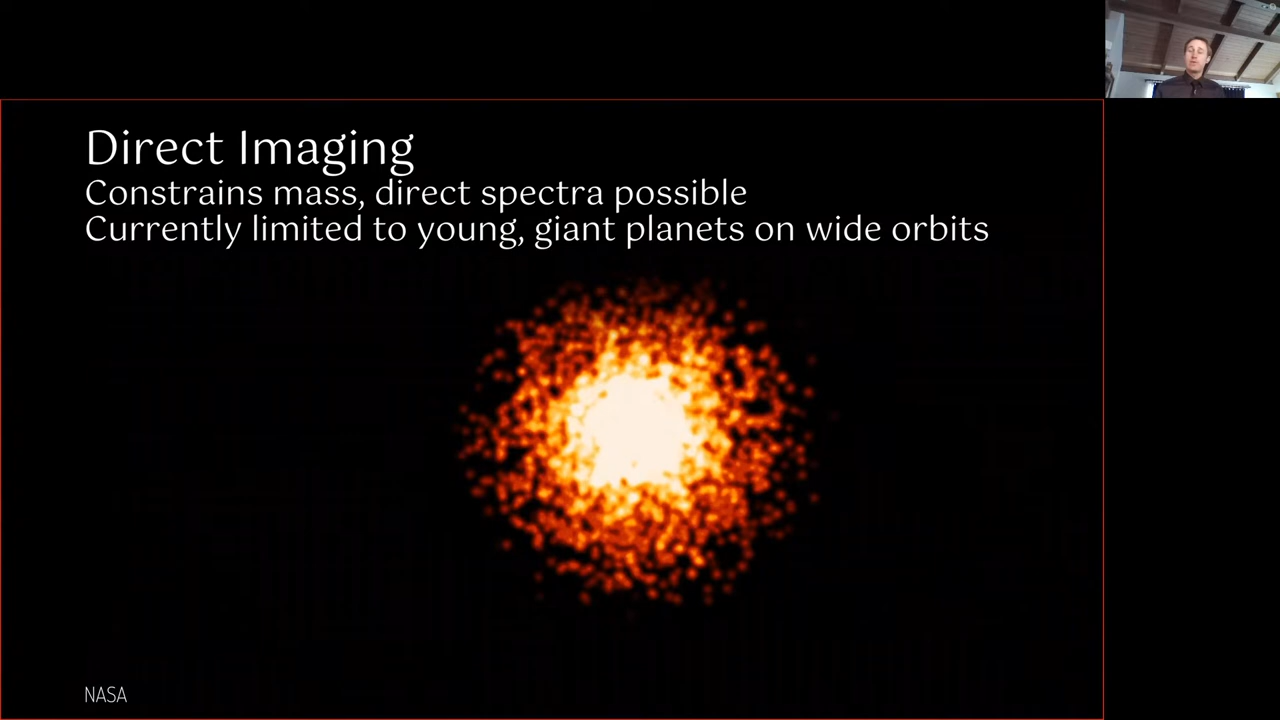 Direct Imaging
Constrains mass, direct spectra possible
Currently limited to young, giant planets on wide orbits
NASA